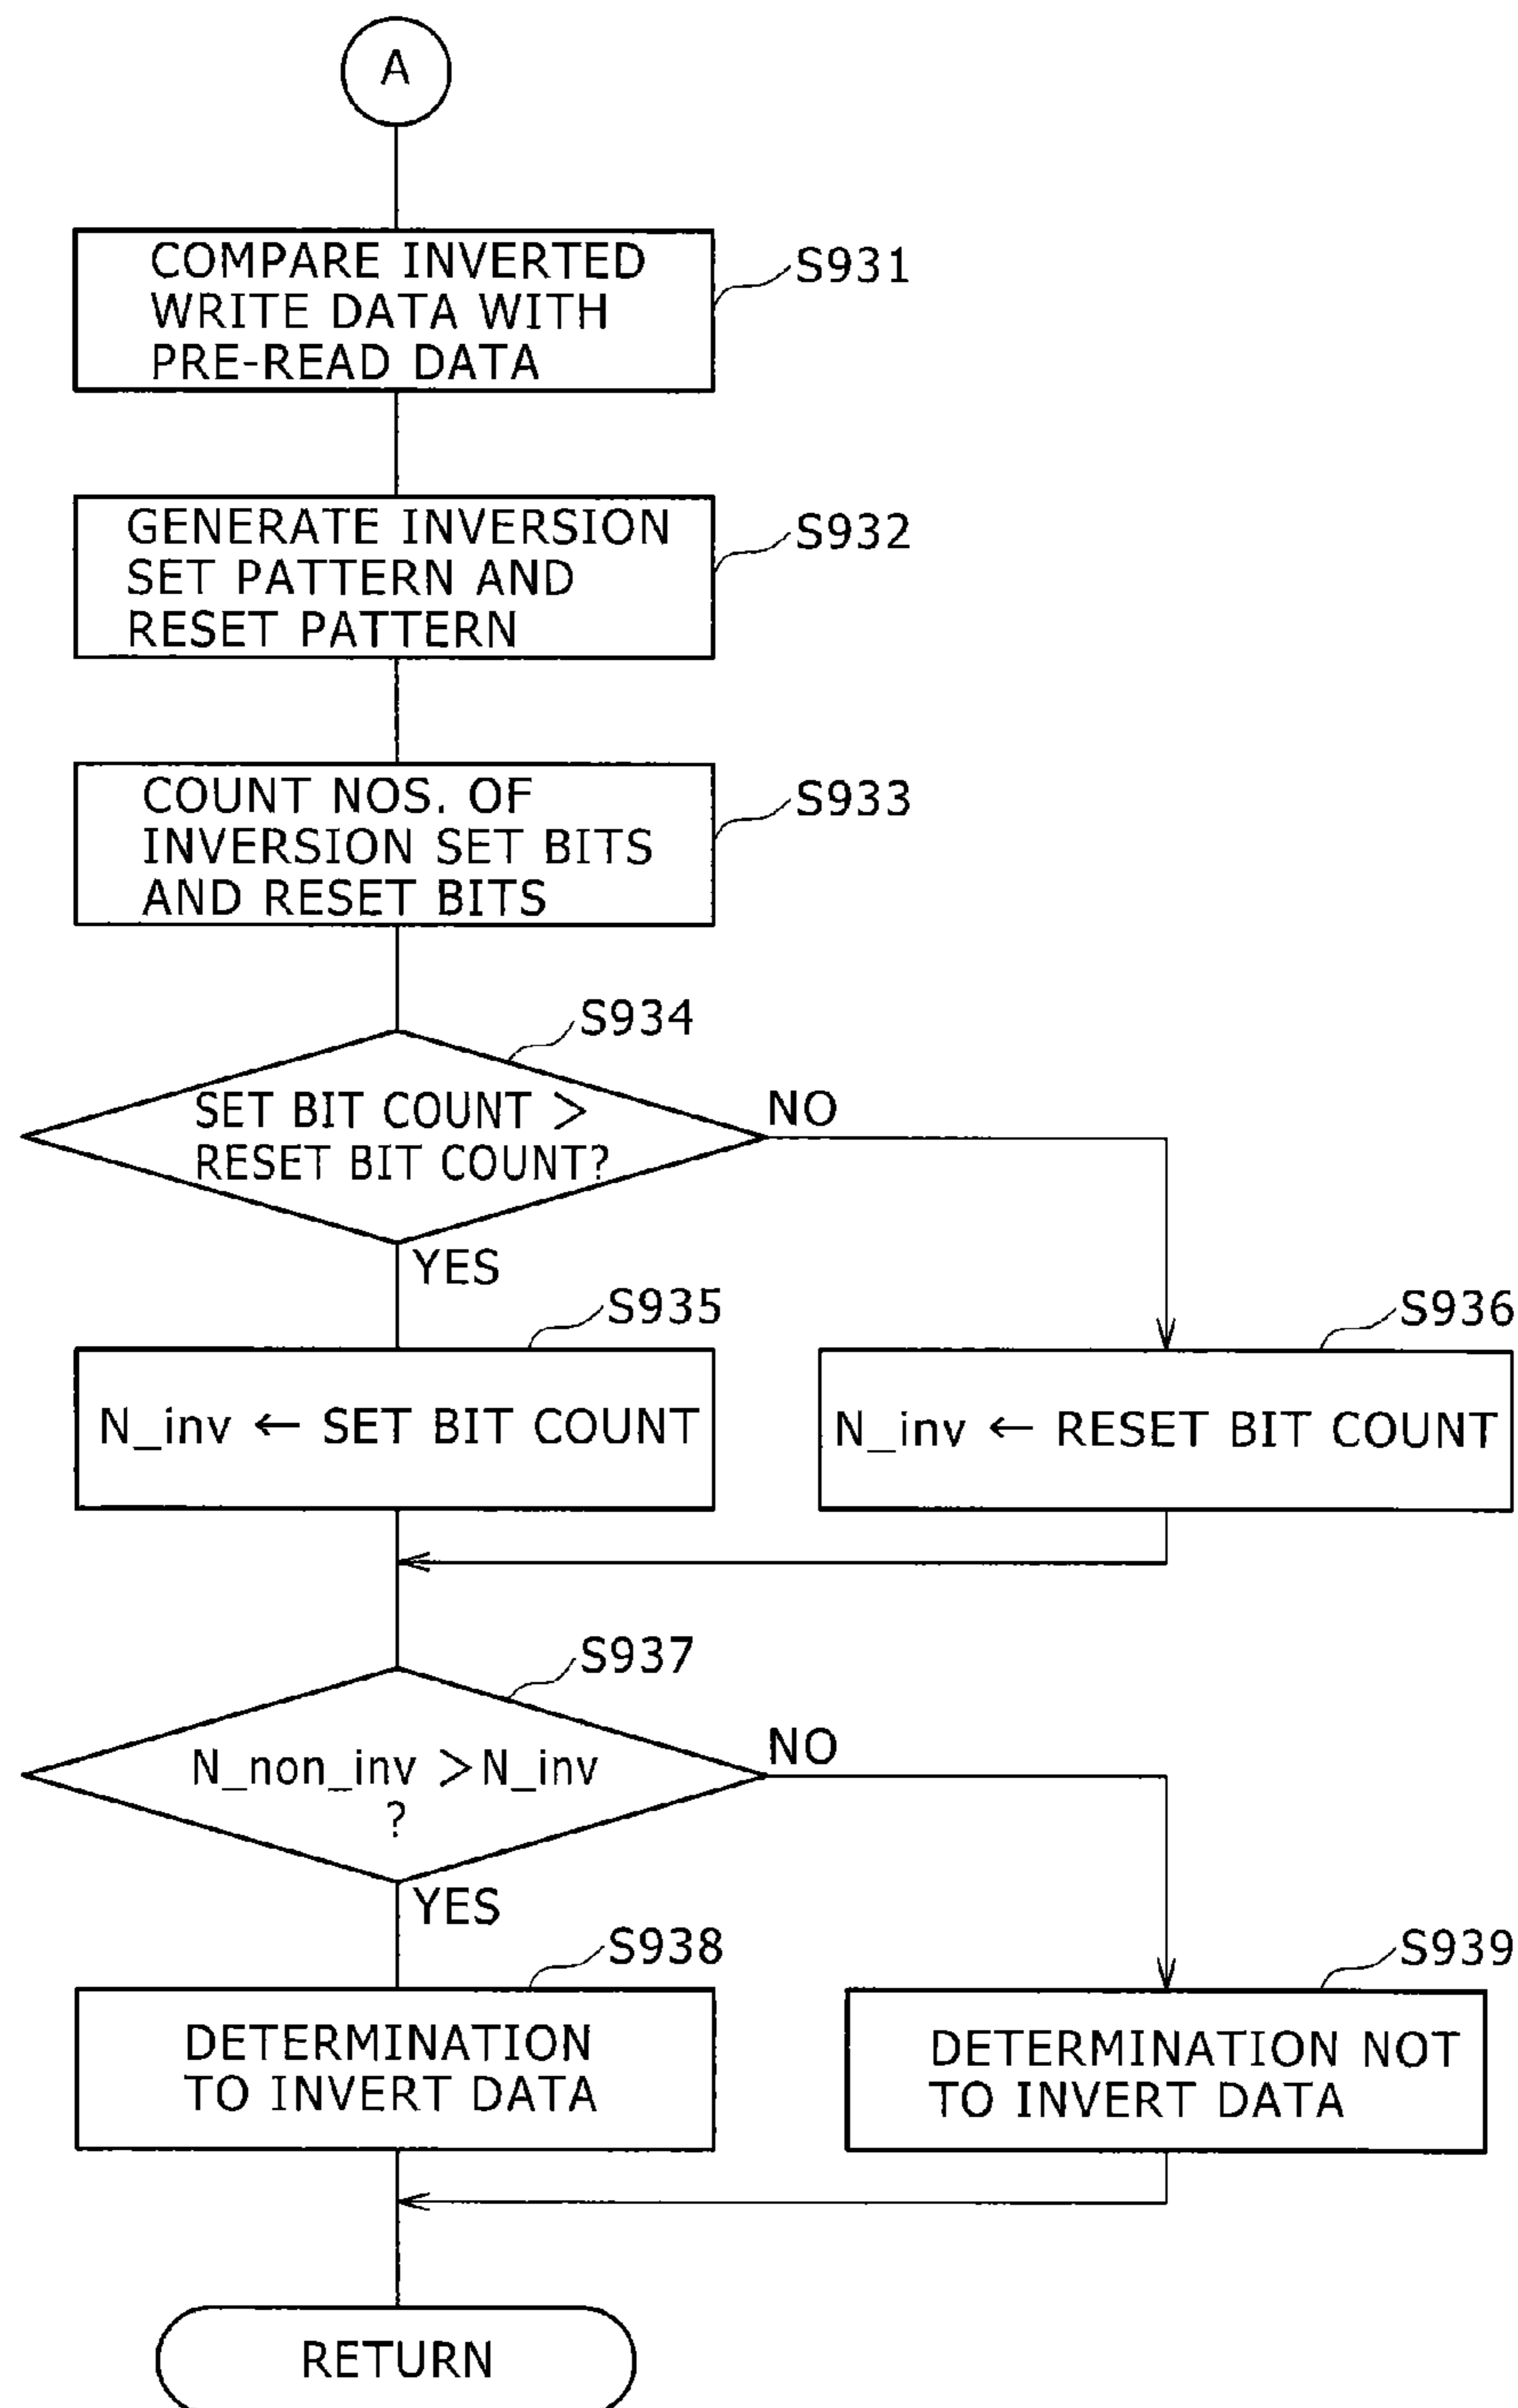 A
COMPARE INVERTED
WRITE DATA WITH
PRE-READ DATA
S931
GENERATE INVERSION
SET PATTERN AND
RESET PATTERN
S932
COUNT NOS. OF
INVERSION SET BITS
AND RESET BITS
S933
S934
SET BIT COUNT >
RESET BIT COUNT?
NO
YES
S935
N_inv ← SET BIT COUNT
S936
N_inv ← RESET BIT COUNT
S937
N_non_inv > N_inv
?
NO
YES
S938
DETERMINATION
TO INVERT DATA
S939
DETERMINATION NOT
TO INVERT DATA
RETURN